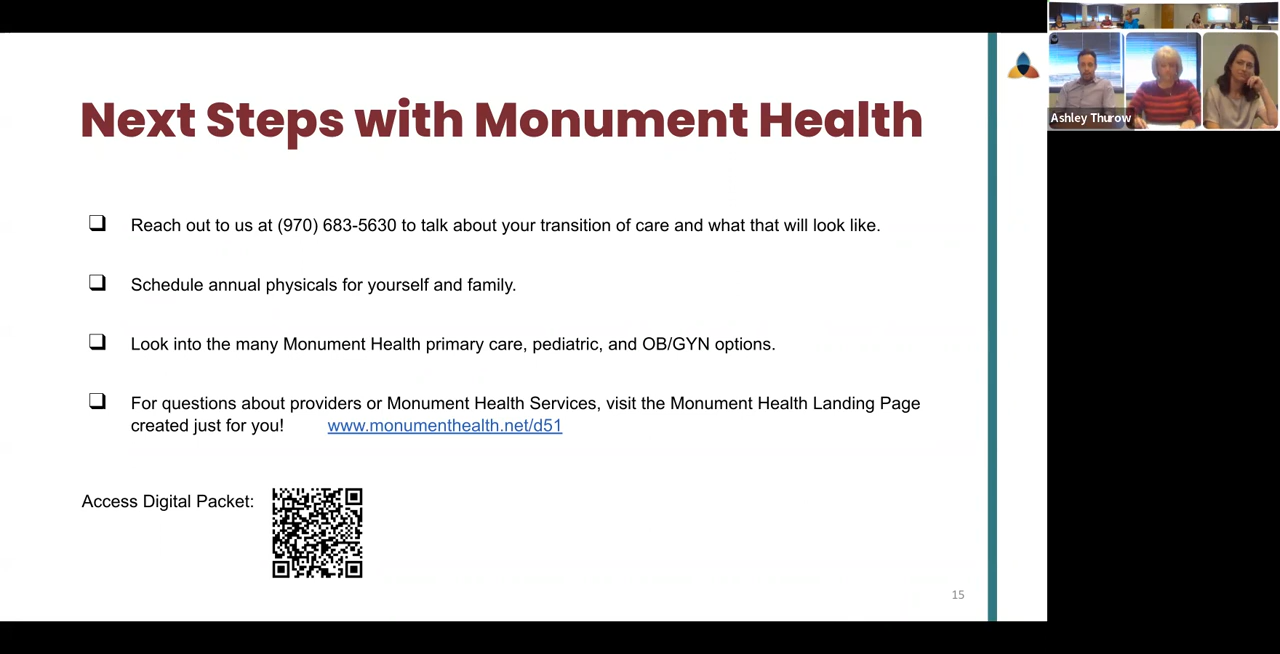 Next Steps with Monument Health
Reach out to us at (970) 683-5630 to talk about your transition of care and what that will look like.
Schedule annual physicals for yourself and family.
Look into the many Monument Health primary care, pediatric, and OB/GYN options.
For questions about providers or Monument Health Services, visit the Monument Health Landing Page
created just for you! www.monumenthealth.net/d51
Access Digital Packet:
15
Ashley Thurow